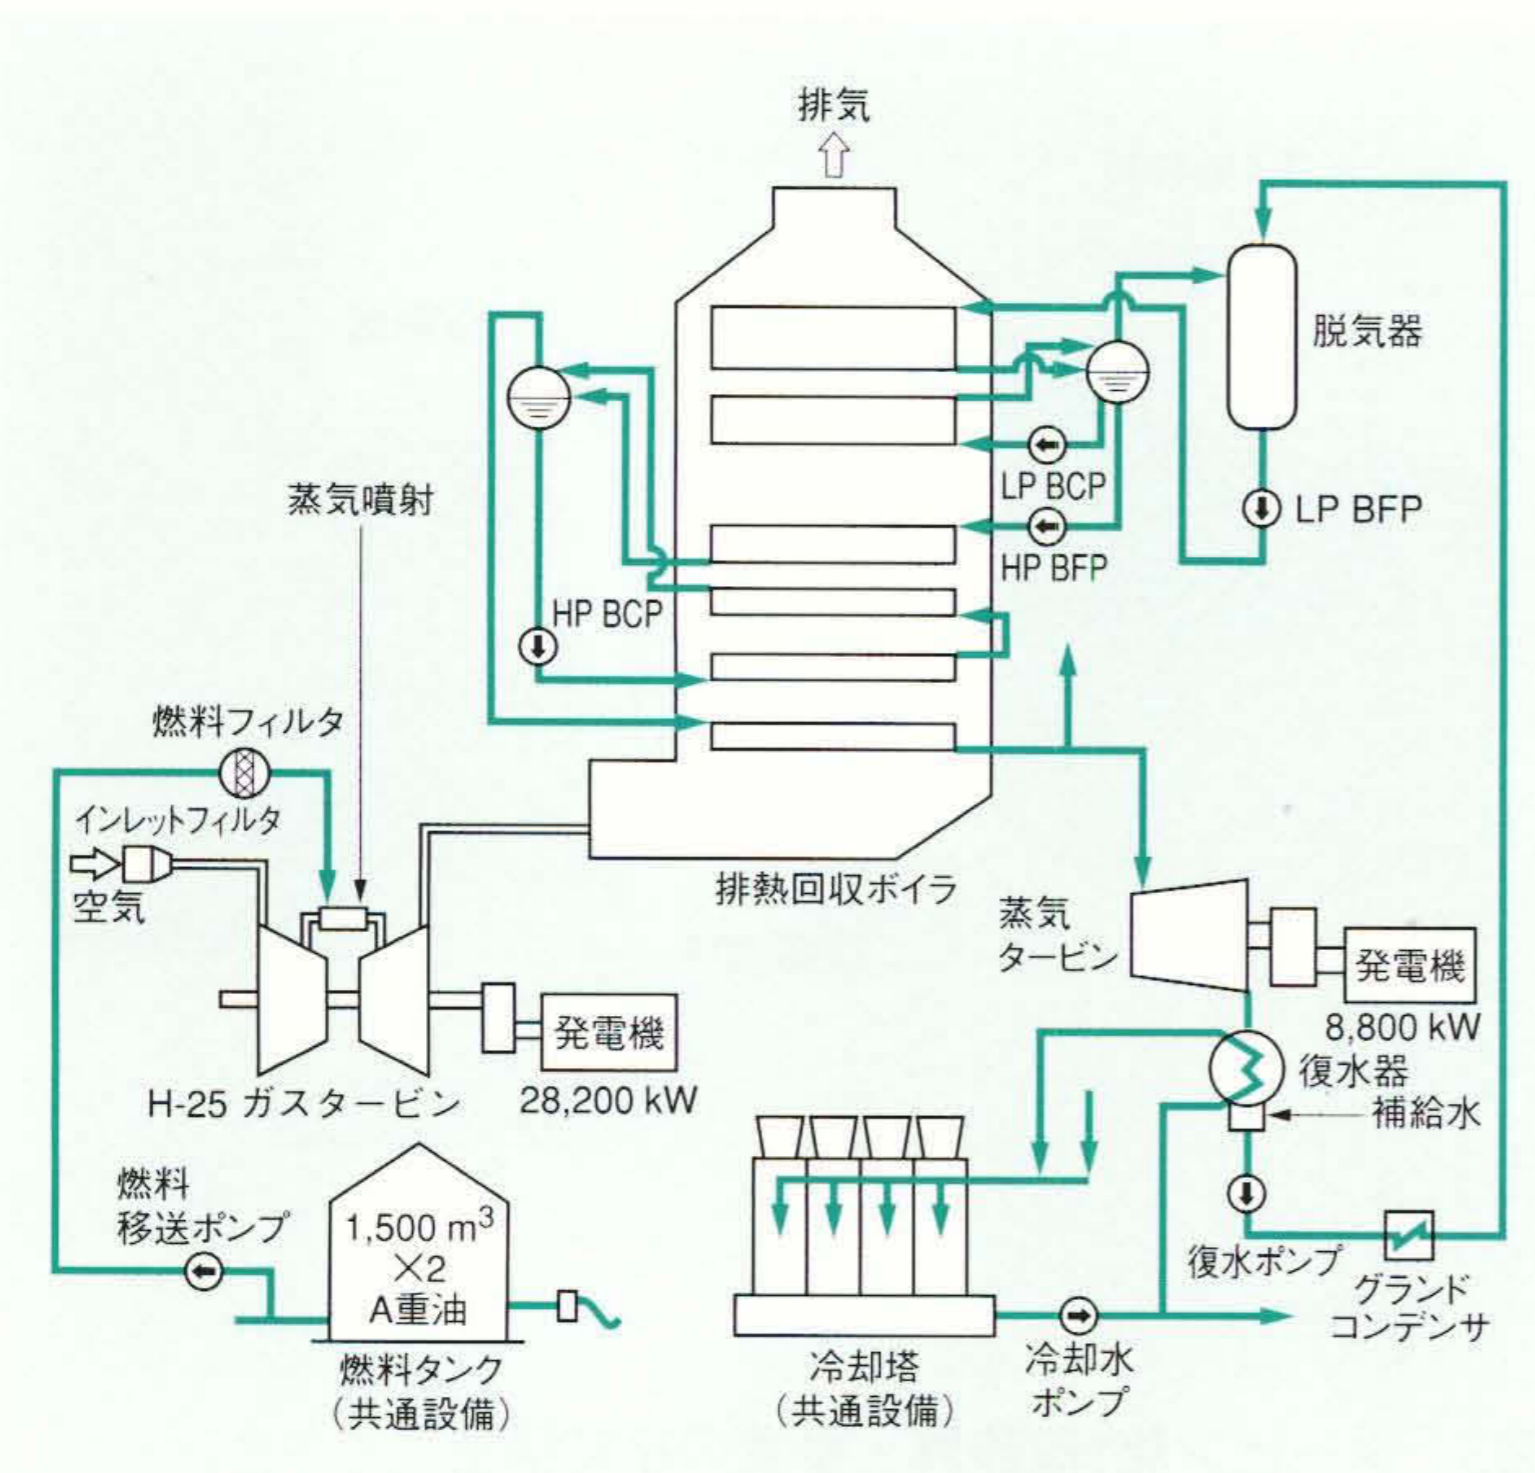 排気
脱気器
LP BCP
蒸気噴射
LP BFP
HP BFP
HP BCP
燃料フィルタ
インレットフィルタ
空気
排熱回収ボイラ
蒸気
タービン
発電機
8,800 kW
発電機
28,200 kW
H-25 ガスタービン
復水器
補給水
燃料
移送ポンプ
1,500 m³
×2
A重油
復水ポンプ
グランド
コンデンサ
燃料タンク
(共通設備)
冷却塔
(共通設備)
冷却水
ポンプ